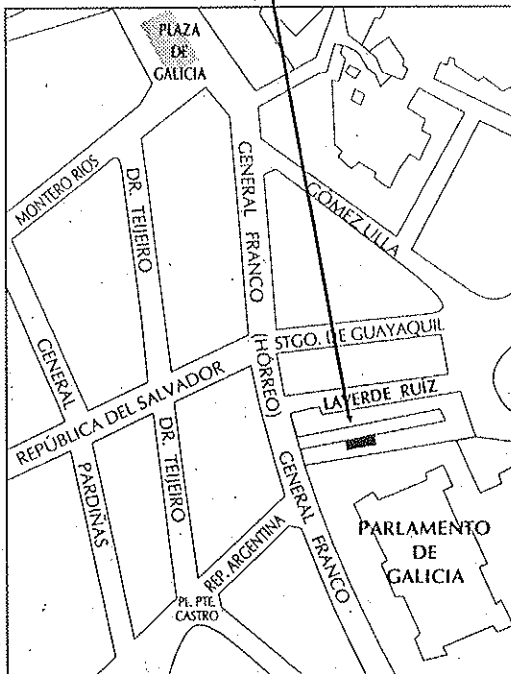 PLAZA
DE
GALICIA
MONTERO RIOS
DR. TEIJEIRO
GENERAL FRANCO (HÓRREO) GENERAL FRANCO
GOMEZ ULLA
STGO. DE GUAYAQUIL
LAVERDE RUÍZ
GENERAL PARDIÑAS
REPÚBLICA DEL SALVADOR
DR. TEIJEIRO
REP. ARGENTINA
PL. PTE.
CASTRO
PARLAMENTO
DE
GALICIA